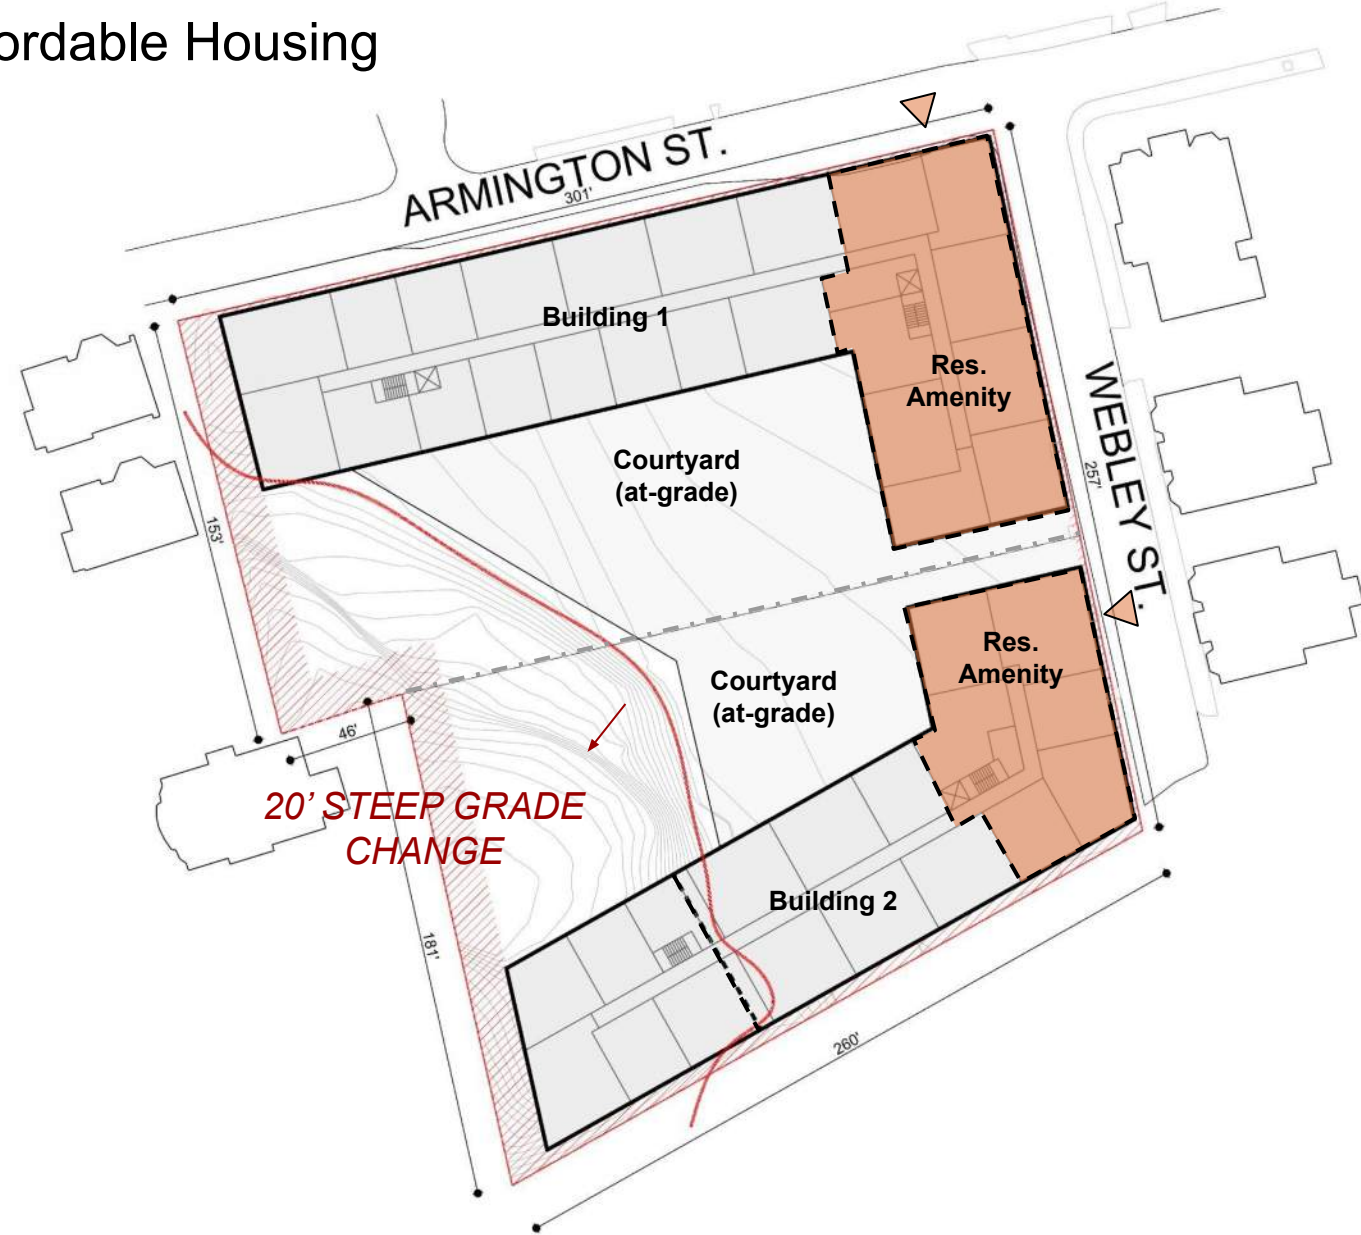 ordable Housing
ARMINGTON ST.
301'
Building 1
Res.
Amenity
WEBLEY ST.
257'
Courtyard
(at-grade)
153'
Res.
Amenity
Courtyard
(at-grade)
46'
20' STEEP GRADE
CHANGE
Building 2
181'
260'